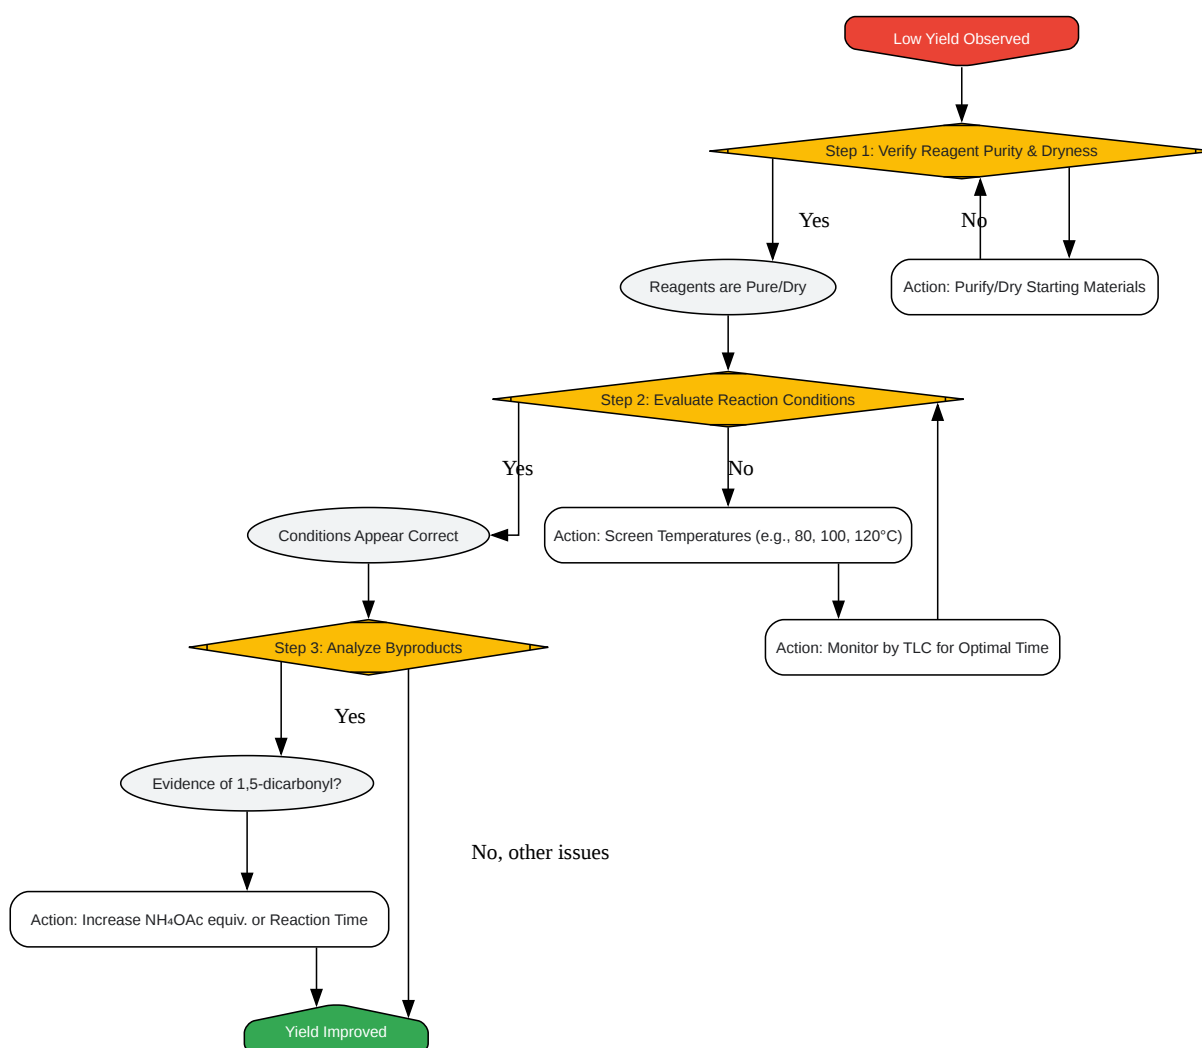 Low Yield Observed
Step 1: Verify Reagent Purity & Dryness
Yes
No
Reagents are Pure/Dry
Action: Purify/Dry Starting Materials
Step 2: Evaluate Reaction Conditions
Yes
No
Conditions Appear Correct
Action: Screen Temperatures (e.g., 80, 100, 120°C)
Step 3: Analyze Byproducts
Action: Monitor by TLC for Optimal Time
Yes
Evidence of 1,5-dicarbonyl?
No, other issues
Action: Increase NH₄OAc equiv. or Reaction Time
Yield Improved